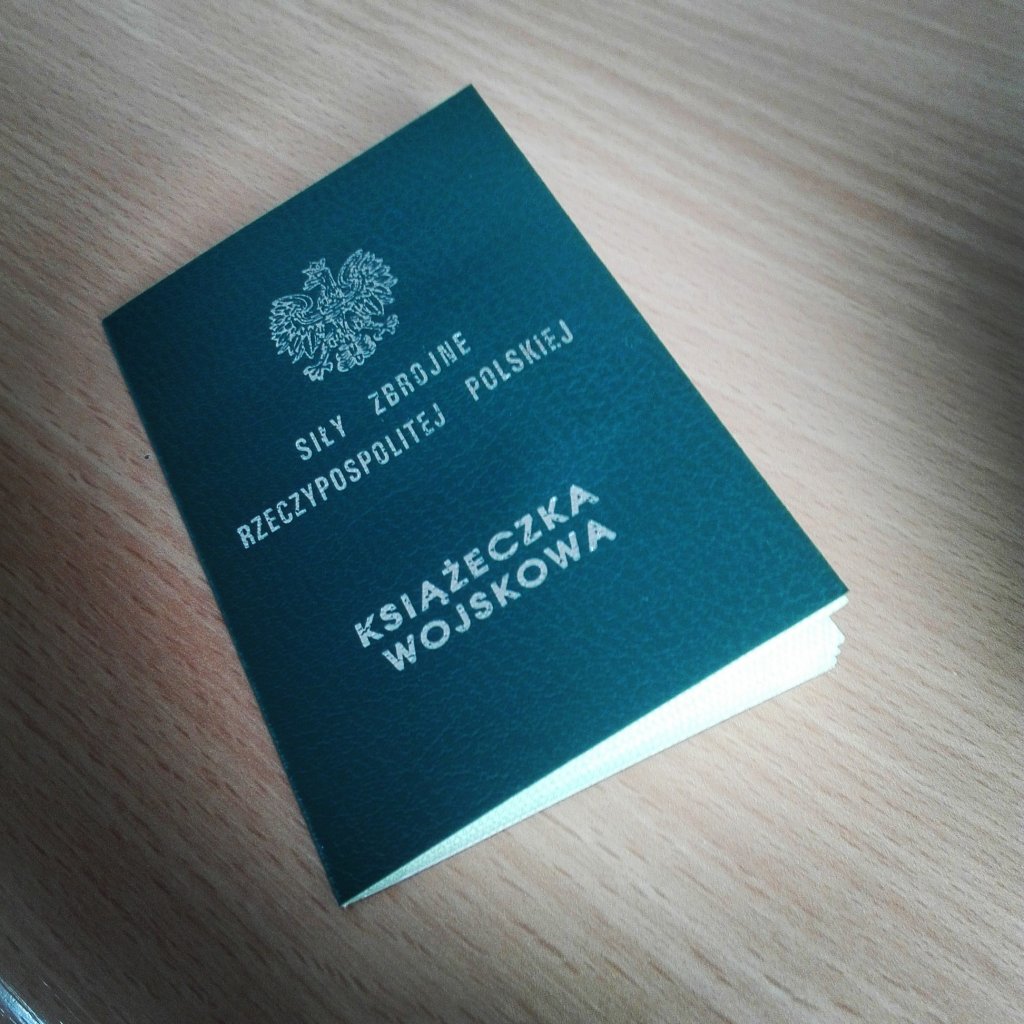 SIŁY ZBROJNE
RZECZYPOSPOLITEJ POLSKIEJ
KSIĄŻECZKA
WOJSKOWA